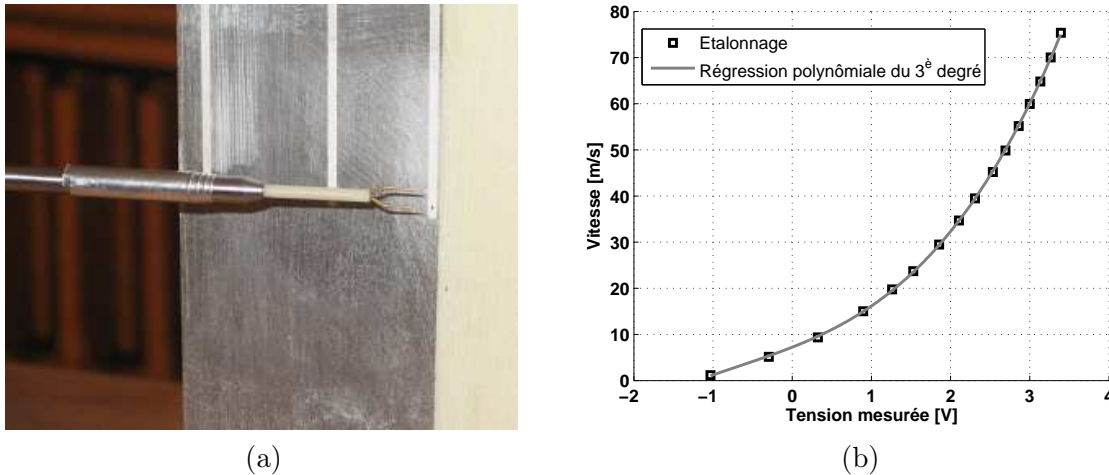 80
70
60
50
40
30
20
10
0
Vitesse [m/s]
Etalonnage
Régression polynômiale du 3è degré
−2 −1 0 1 2 3 4
Tension mesurée [V]
(a) (b)